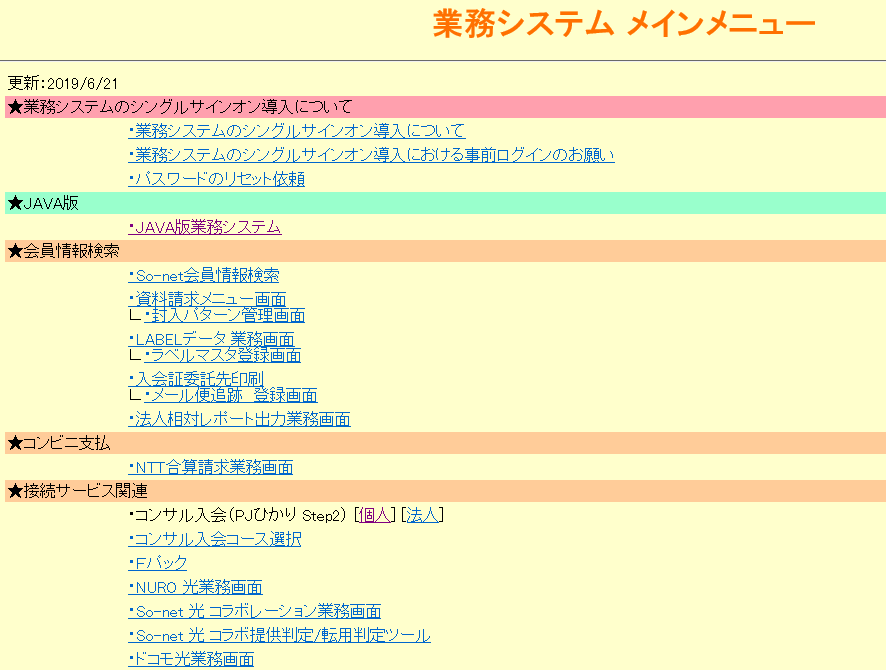 業務システム メインメニュー
更新：2019/6/21
★業務システムのシングルサインオン導入について
・業務システムのシングルサインオン導入について
・業務システムのシングルサインオン導入における事前ログインのお願い
・パスワードのリセット依頼
★JAVA版
・JAVA版業務システム
★会員情報検索
・So-net会員情報検索
・資料請求メニュー画面
∟・封入パターン管理画面
・LABELデータ業務画面
∟・ラベルマスタ登録画面
・入会証委託先印刷
∟・メール便追跡　登録画面
・法人相対レポート出力業務画面
★コンビニ支払
・NTT合算請求業務画面
★接続サービス関連
・コンサル入会（PJひかり Step2） [個人] [法人]
・コンサル入会コース選択
・Fパック
・NURO 光業務画面
・So-net 光 コラボレーション業務画面
・So-net 光 コラボ提供判定/転用判定ツール
・ドコモ光業務画面